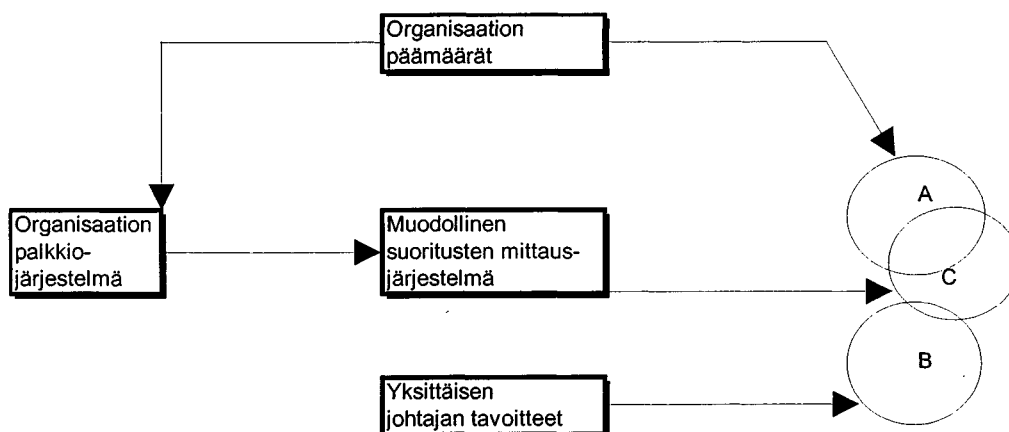 Organisaation
päämäärät
A
Organisaation
palkkio-
järjestelmä
Muodollinen
suoritusten mittaus-
järjestelmä
C
B
Yksittäisen
johtajan tavoitteet